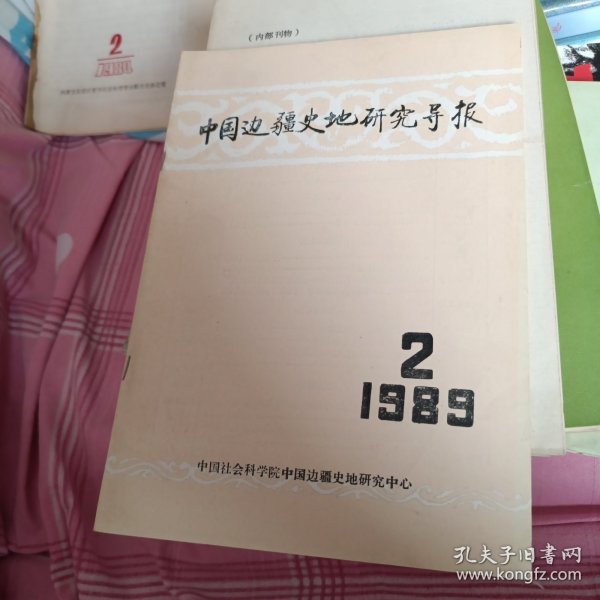 2
(内部刊物)
中国边疆史地研究导报
2
1989
中国社会科学院中国边疆史地研究中心
孔夫子旧书网
www.kongfz.com